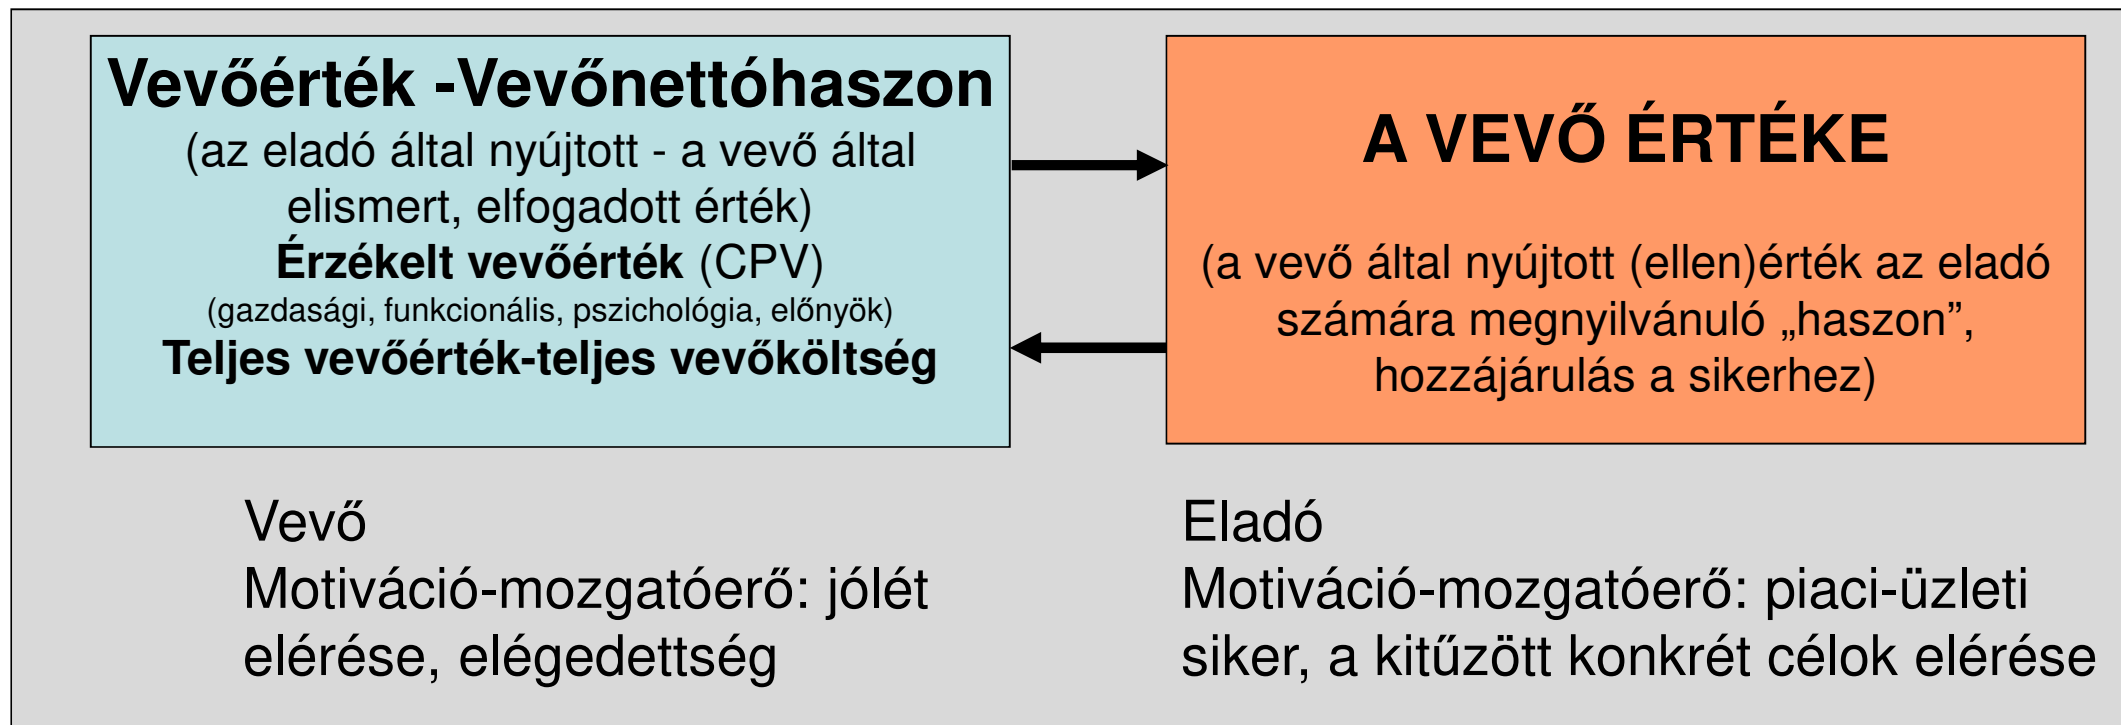 Vevőérték -Vevőnettóhaszon
(az eladó által nyújtott - a vevő által
elismert, elfogadott érték)
Érzékelt vevőérték (CPV)
(gazdasági, funkcionális, pszichológia, előnyök)
Teljes vevőérték-teljes vevőköltség
A VEVŐ ÉRTÉKE
(a vevő által nyújtott (ellen)érték az eladó
számára megnyilvánuló „haszon”,
hozzájárulás a sikerhez)
Vevő
Motiváció-mozgatóerő: jólét
elérése, elégedettség
Eladó
Motiváció-mozgatóerő: piaci-üzleti
siker, a kitűzött konkrét célok elérése